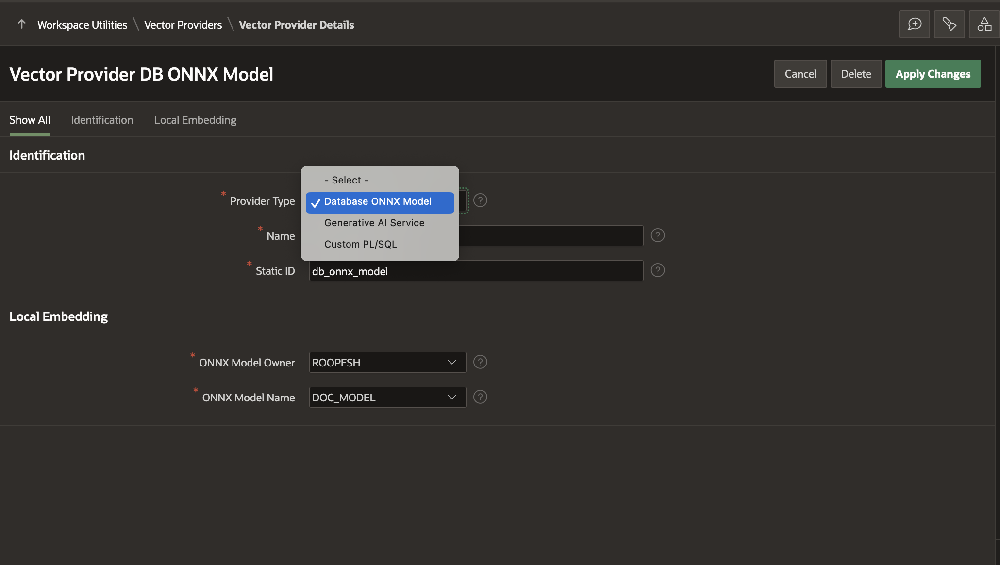 Workspace Utilities \ Vector Providers \ Vector Provider Details
Vector Provider DB ONNX Model
Cancel
Delete
Apply Changes
Show All
Identification
Local Embedding
Identification
- Select -
* Provider Type
✓ Database ONNX Model
Generative AI Service
Custom PL/SQL
* Name
* Static ID
db_onnx_model
Local Embedding
* ONNX Model Owner
ROOPESH
* ONNX Model Name
DOC_MODEL